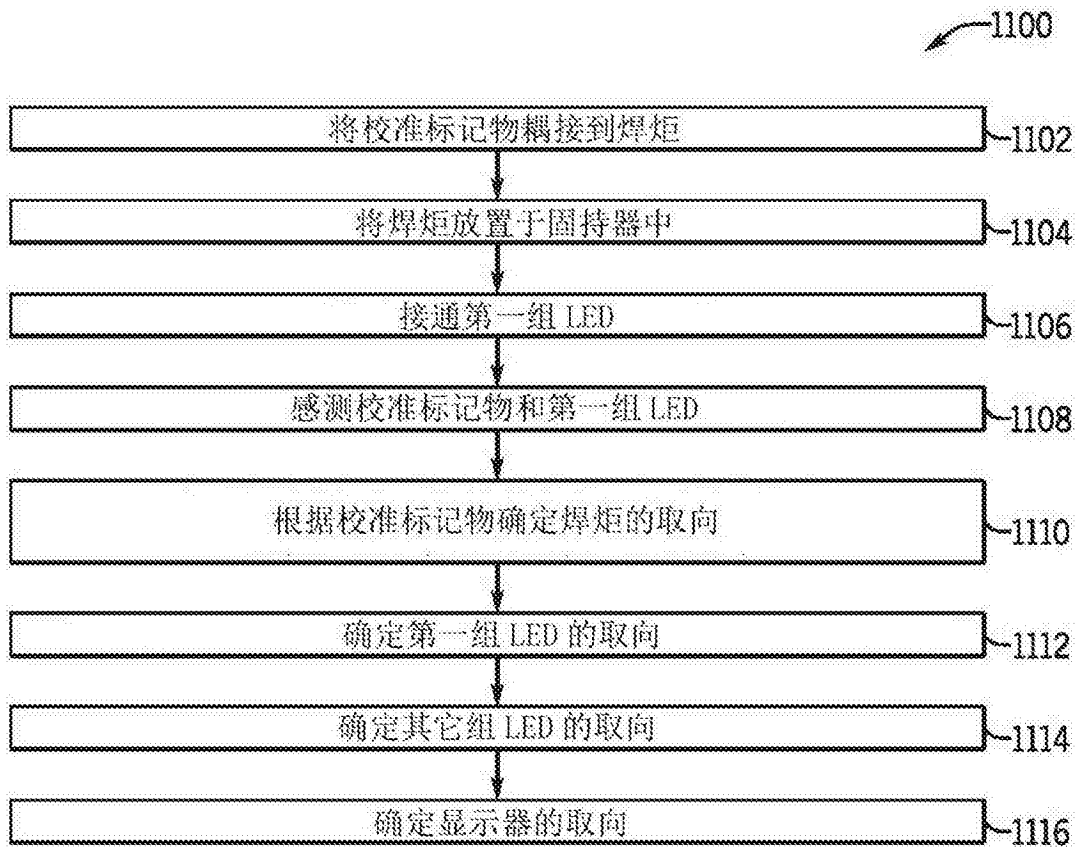 1100
将校准标记物耦接到焊炬
1102
将焊炬放置于固持器中
1104
接通第一组 LED
1106
感测校准标记物和第一组 LED
1108
根据校准标记物确定焊炬的取向
1110
确定第一组 LED 的取向
1112
确定其它组 LED 的取向
1114
确定显示器的取向
1116